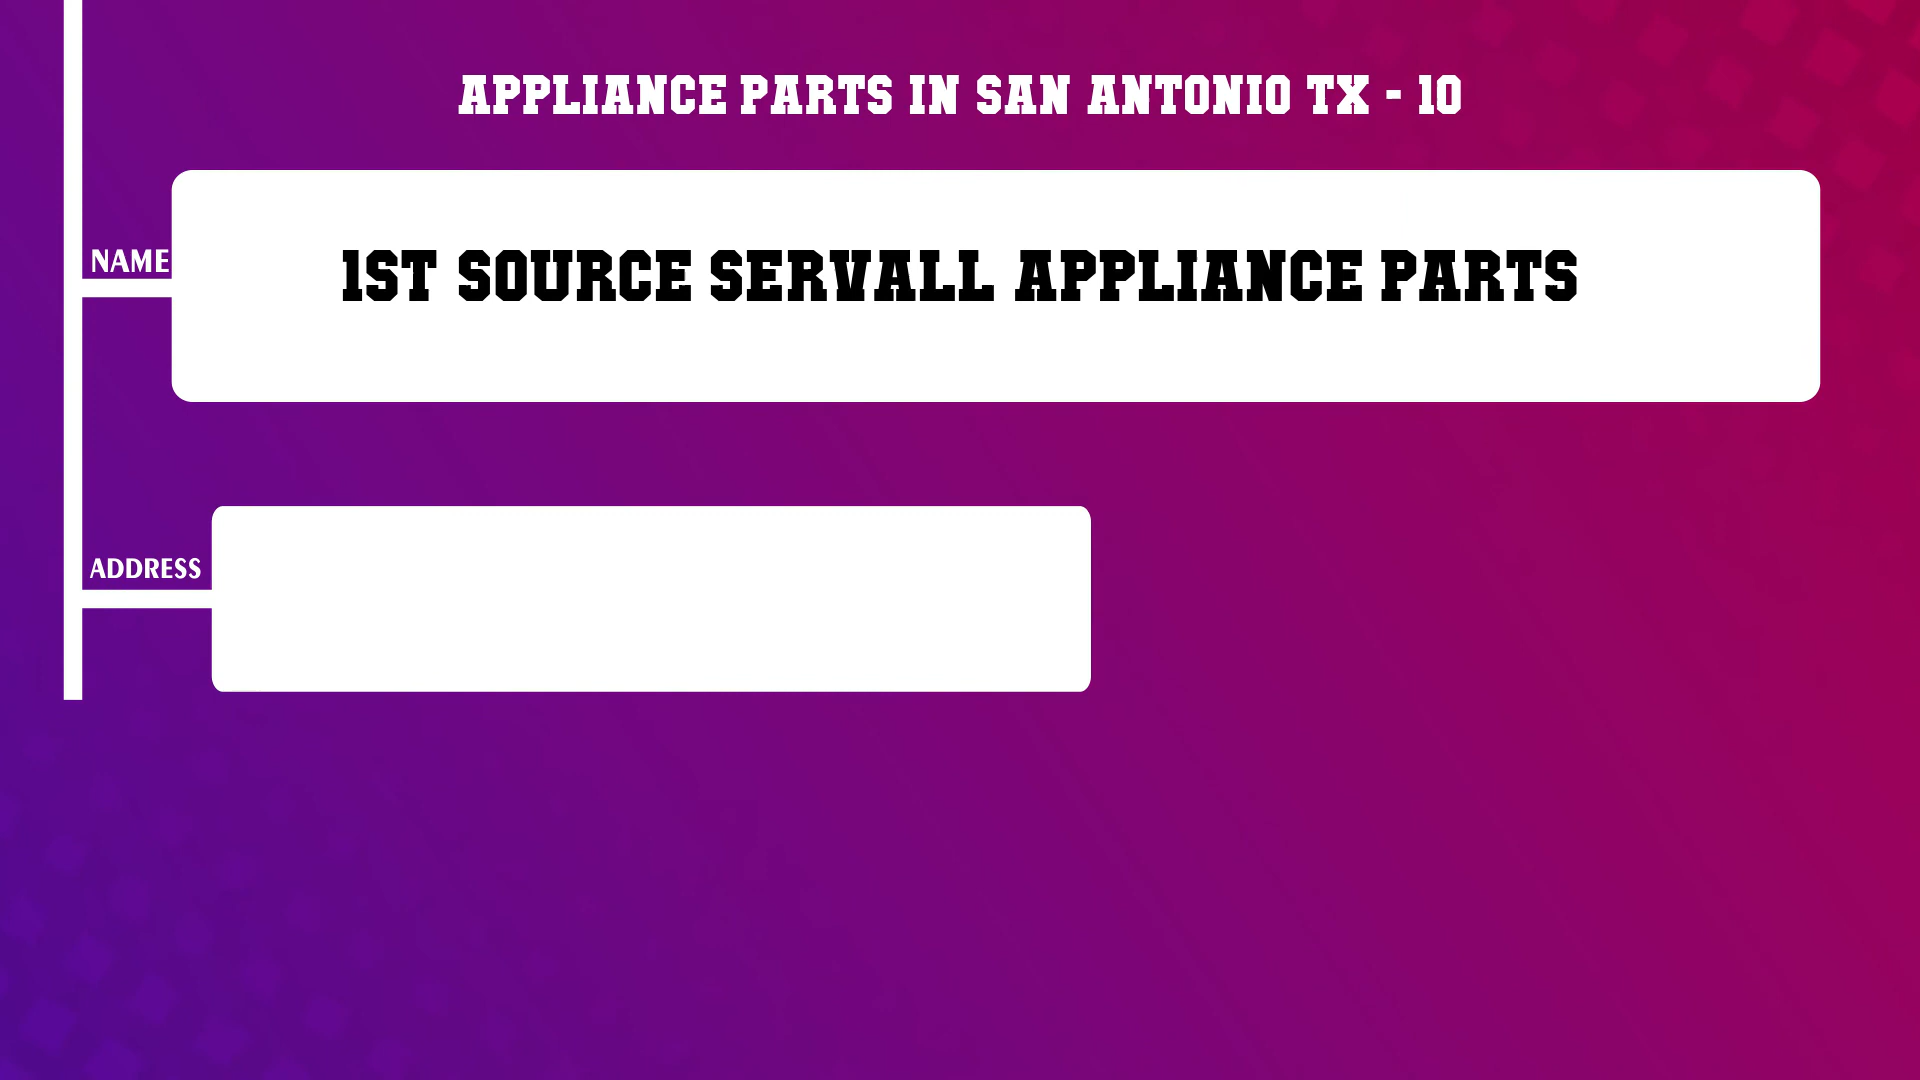 APPLIANCE PARTS IN SAN ANTONIO TX - 10
NAME
1ST SOURCE SERVALL APPLIANCE PARTS
ADDRESS